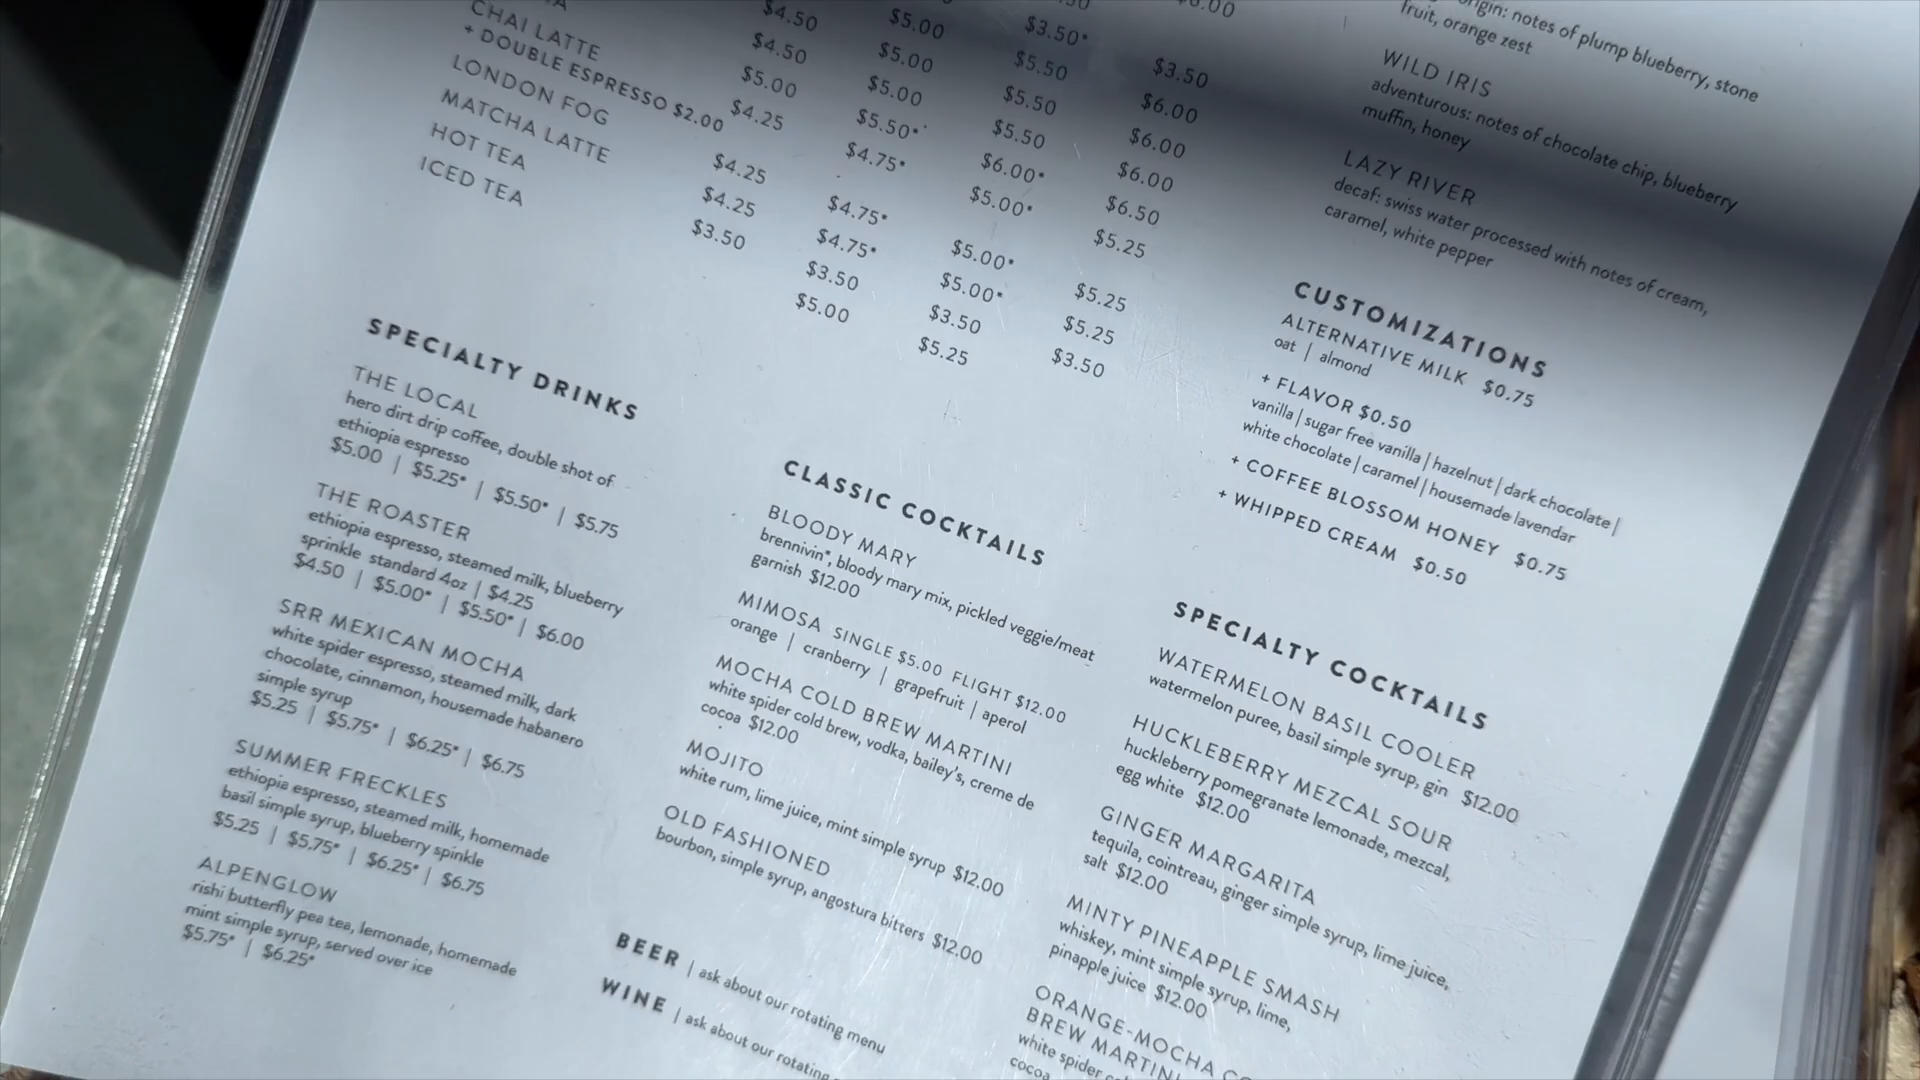 CHAI LATTE
+ DOUBLE ESPRESSO $2.00
LONDON FOG
MATCHA LATTE
HOT TEA
ICED TEA
$4.50
$4.50
$5.00
$4.25
$4.25
$4.25
$3.50
$5.00
$5.00
$5.00
$5.50*
$4.75*
$4.75*
$4.75*
$3.50
$5.00
$3.50*
$5.50
$5.50
$5.50
$6.00*
$5.00*
$5.00*
$5.00*
$3.50
$5.25
$3.50
$6.00
$6.00
$6.00
$6.50
$5.25
$5.25
$5.25
$3.50
SPECIALTY DRINKS
THE LOCAL
hero dirt drip coffee, double shot of
ethiopia espresso
$5.00 | $5.25* | $5.50* | $5.75
THE ROASTER
ethiopia espresso, steamed milk, blueberry
sprinkle standard 4oz | $4.25
$4.50 | $5.00* | $5.50* | $6.00
SRR MEXICAN MOCHA
white spider espresso, steamed milk, dark
chocolate, cinnamon, housemade habanero
simple syrup
$5.25 | $5.75* | $6.25* | $6.75
SUMMER FRECKLES
ethiopia espresso, steamed milk, homemade
basil simple syrup, blueberry spinkle
$5.25 | $5.75* | $6.25* | $6.75
ALPENGLOW
rishi butterfly pea tea, lemonade, homemade
mint simple syrup, served over ice
$5.75* | $6.25*
CLASSIC COCKTAILS
BLOODY MARY
brennivin*, bloody mary mix, pickled veggie/meat
garnish $12.00
MIMOSA SINGLE $5.00 FLIGHT $12.00
orange | cranberry | grapefruit | aperol
MOCHA COLD BREW MARTINI
white spider cold brew, vodka, bailey's, creme de
cocoa $12.00
MOJITO
white rum, lime juice, mint simple syrup $12.00
OLD FASHIONED
bourbon, simple syrup, angostura bitters $12.00
BEER | ask about our rotating menu
WINE | ask about our rotating
origin: notes of plump blueberry, stone
fruit, orange zest
WILD IRIS
adventurous: notes of chocolate chip, blueberry
muffin, honey
LAZY RIVER
decaf: swiss water processed with notes of cream,
caramel, white pepper
CUSTOMIZATIONS
ALTERNATIVE MILK $0.75
oat | almond
+ FLAVOR $0.50
vanilla | sugar free vanilla | hazelnut | dark chocolate |
white chocolate | caramel | housemade lavendar
+ COFFEE BLOSSOM HONEY $0.75
+ WHIPPED CREAM $0.50
SPECIALTY COCKTAILS
WATERMELON BASIL COOLER
watermelon puree, basil simple syrup, gin $12.00
HUCKLEBERRY MEZCAL SOUR
huckleberry pomegranate lemonade, mezcal,
egg white $12.00
GINGER MARGARITA
tequila, cointreau, ginger simple syrup, lime juice,
salt $12.00
MINTY PINEAPPLE SMASH
whiskey, mint simple syrup, lime,
pinapple juice $12.00
ORANGE-MOCHA
BREW MARTINI
white spider
cocoa